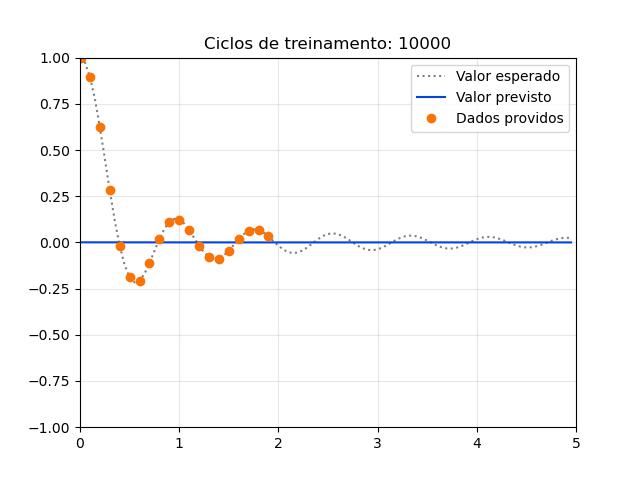 Ciclos de treinamento: 10000
Valor esperado
Valor previsto
Dados providos
1.00
0.75
0.50
0.25
0.00
−0.25
−0.50
−0.75
−1.00
0 1 2 3 4 5